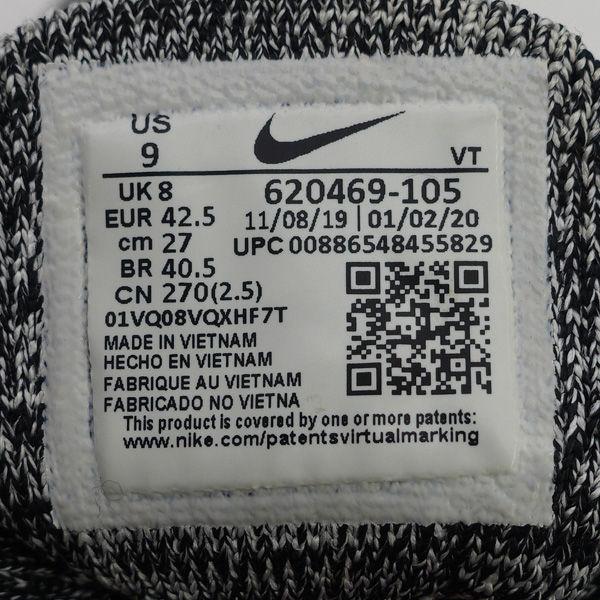 US
9
VT
UK 8
620469-105
EUR 42.5
11/08/19 | 01/02/20
cm 27
UPC 00886548455829
BR 40.5
CN 270(2.5)
01VQ08VQXHF7T
MADE IN VIETNAM
HECHO EN VIETNAM
FABRIQUE AU VIETNAM
FABRICADO NO VIETNA
This product is covered by one or more patents:
www.nike.com/patentsvirtualmarking